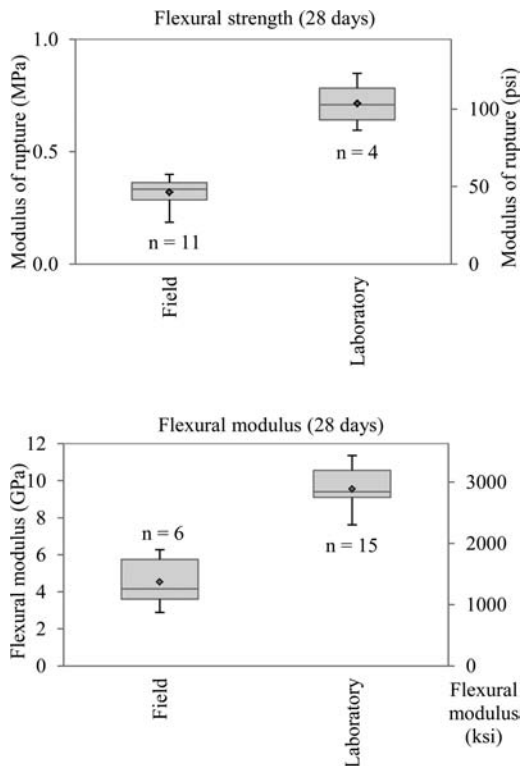 Flexural strength (28 days)
Modulus of rupture (MPa)
1.0
0.5
0.0
n = 11
n = 4
100
50
0
Modulus of rupture (psi)
Field
Laboratory
Flexural modulus (28 days)
Flexural modulus (GPa)
12
10
8
6
4
2
0
n = 6
n = 15
3000
2000
1000
0
Field
Laboratory
Flexural
modulus
(ksi)